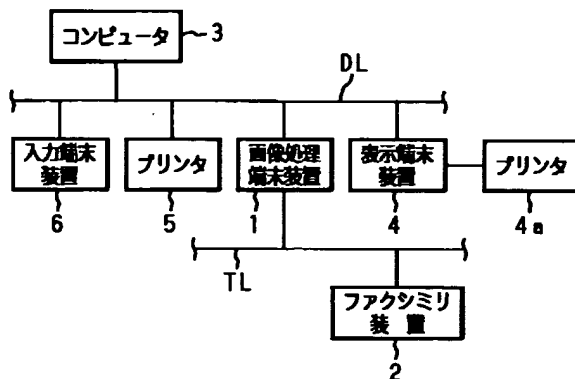 コンピュータ
3
DL
入力端末
装置
プリンタ
画像処理
端末装置
表示端末
装置
プリンタ
6
5
1
4
4a
TL
ファクシミリ
装置
2